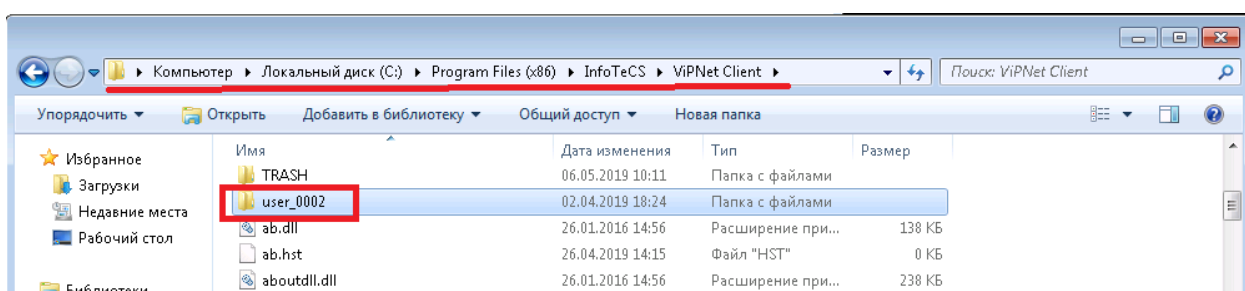 Компьютер ▸ Локальный диск (C:) ▸ Program Files (x86) ▸ InfoTeCS ▸ ViPNet Client ▸ Поиск: ViPNet Client
Упорядочить Открыть Добавить в библиотеку Общий доступ Новая папка
Избранное
Загрузки
Недавние места
Рабочий стол
Библиотеки
Имя Дата изменения Тип Размер
TRASH 06.05.2019 10:11 Папка с файлами
user_0002 02.04.2019 18:24 Папка с файлами
ab.dll 26.01.2016 14:56 Расширение при... 138 КБ
ab.hst 26.04.2019 14:15 Файл "HST" 0 КБ
aboutdll.dll 26.01.2016 14:56 Расширение при... 238 КБ